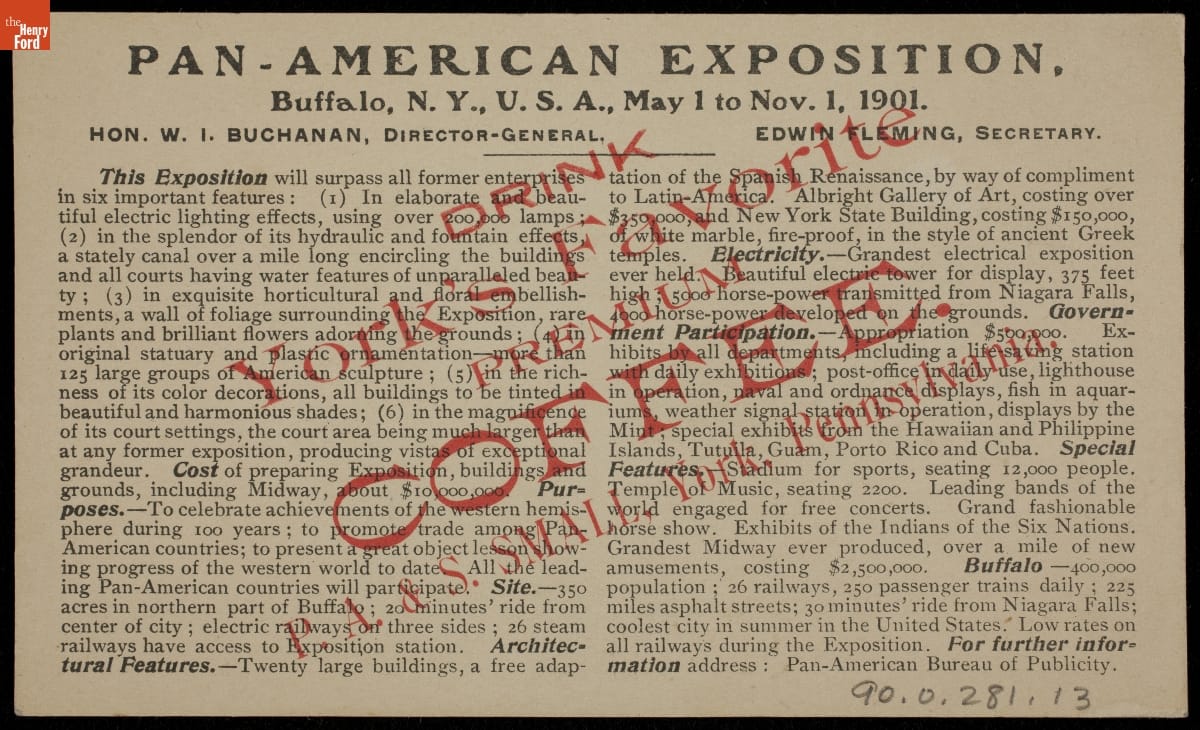 the
Henry
Ford
PAN-AMERICAN EXPOSITION,
Buffalo, N. Y., U. S. A., May 1 to Nov. 1, 1901.
HON. W. I. BUCHANAN, DIRECTOR-GENERAL. EDWIN FLEMING, SECRETARY.
This Exposition will surpass all former enterprises
in six important features: (1) In elaborate and beau-
tiful electric lighting effects, using over 200,000 lamps;
(2) in the splendor of its hydraulic and fountain effects,
a stately canal over a mile long encircling the buildings
and all courts having water features of unparalleled beau-
ty; (3) in exquisite horticultural and floral embellish-
ments, a wall of foliage surrounding the Exposition, rare
plants and brilliant flowers adorning the grounds; (4) in
original statuary and plastic ornamentation—more than
125 large groups of American sculpture; (5) in the rich-
ness of its color decorations, all buildings to be tinted in
beautiful and harmonious shades; (6) in the magnificence
of its court settings, the court area being much larger than
at any former exposition, producing vistas of exceptional
grandeur. Cost of preparing Exposition, buildings and
grounds, including Midway, about $10,000,000. Pur-
poses.—To celebrate achievements of the western hemis-
phere during 100 years; to promote trade among Pan-
American countries; to present a great object lesson show-
ing progress of the western world to date. All the lead-
ing Pan-American countries will participate. Site.—350
acres in northern part of Buffalo; 20 minutes' ride from
center of city; electric railways on three sides; 26 steam
railways have access to Exposition station. Architec-
tural Features.—Twenty large buildings, a free adap-
tation of the Spanish Renaissance, by way of compliment
to Latin-America. Albright Gallery of Art, costing over
$350,000, and New York State Building, costing $150,000,
of white marble, fire-proof, in the style of ancient Greek
temples. Electricity.—Grandest electrical exposition
ever held. Beautiful electric tower for display, 375 feet
high; 5000 horse-power transmitted from Niagara Falls,
4000 horse-power developed on the grounds. Govern-
ment Participation.—Appropriation $500,000. Ex-
hibits by all departments, including a life-saving station
with daily exhibitions; post-office in daily use, lighthouse
in operation, naval and ordnance displays, fish in aquar-
iums, weather signal station in operation, displays by the
Mint; special exhibits from the Hawaiian and Philippine
Islands, Tutula, Guam, Porto Rico and Cuba. Special
Features.—Stadium for sports, seating 12,000 people.
Temple of Music, seating 2200. Leading bands of the
world engaged for free concerts. Grand fashionable
horse show. Exhibits of the Indians of the Six Nations.
Grandest Midway ever produced, over a mile of new
amusements, costing $2,500,000. Buffalo—400,000
population; 26 railways, 250 passenger trains daily; 225
miles asphalt streets; 30 minutes' ride from Niagara Falls;
coolest city in summer in the United States. Low rates on
all railways during the Exposition. For further infor-
mation address: Pan-American Bureau of Publicity.
DRINK
York's Favorite
PREMIUM
COFFEE.
P. A. & S. SMALL, York, Pennsylvania.
90.0.281.13